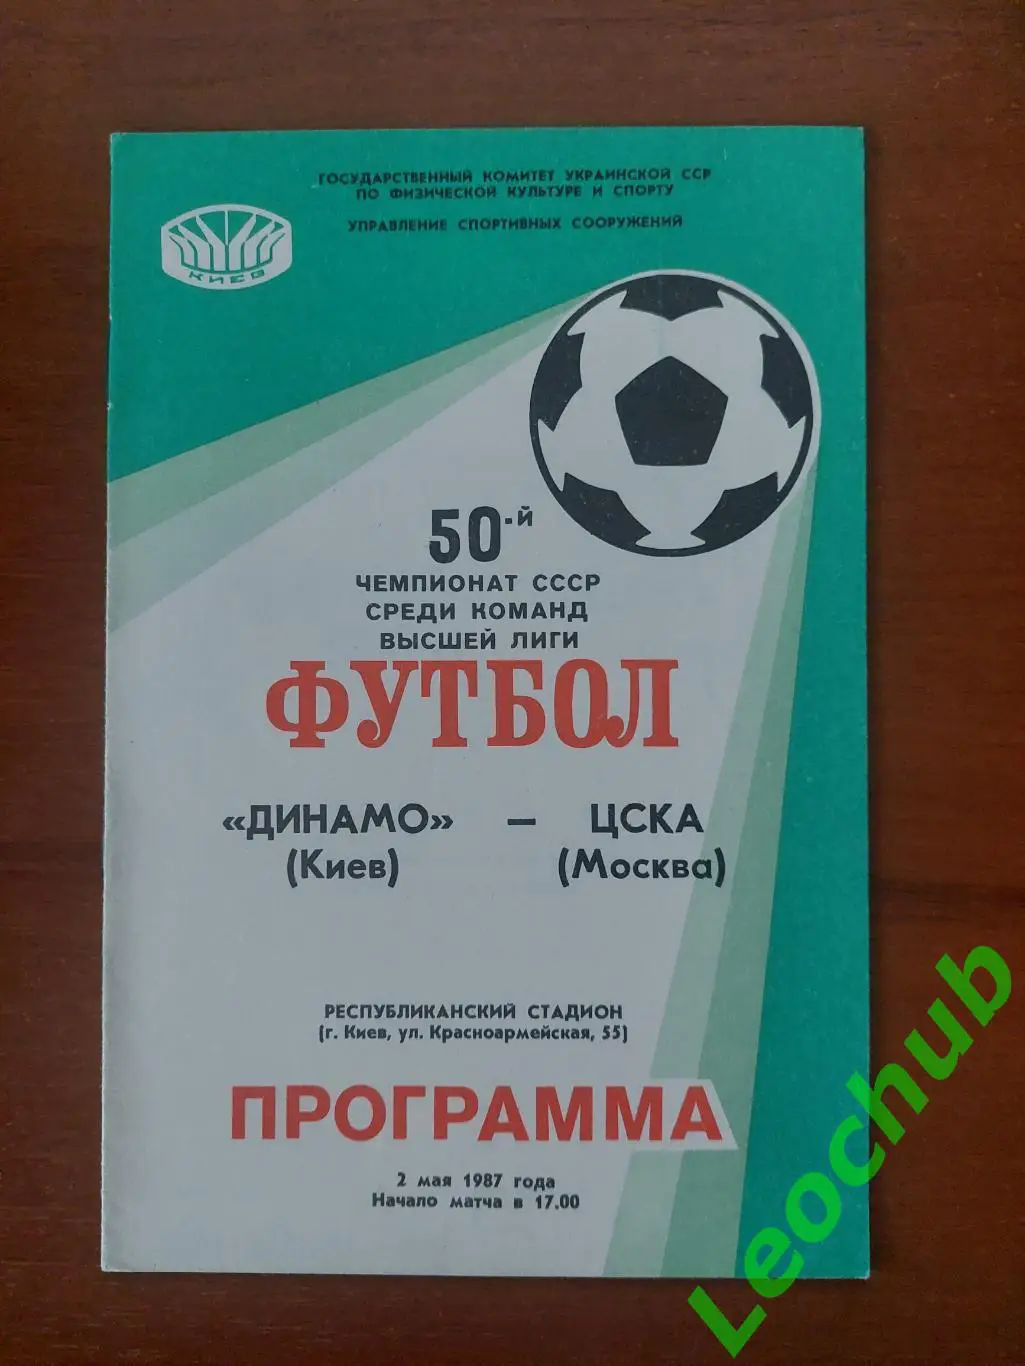 ГОСУДАРСТВЕННЫЙ КОМИТЕТ УКРАИНСКОЙ ССР
ПО ФИЗИЧЕСКОЙ КУЛЬТУРЕ И СПОРТУ
УПРАВЛЕНИЕ СПОРТИВНЫХ СООРУЖЕНИЙ
КИЕВ
50-й
ЧЕМПИОНАТ СССР
СРЕДИ КОМАНД
ВЫСШЕЙ ЛИГИ
ФУТБОЛ
«ДИНАМО» – ЦСКА
(Киев) (Москва)
РЕСПУБЛИКАНСКИЙ СТАДИОН
(г. Киев, ул. Красноармейская, 55)
ПРОГРАММА
2 мая 1987 года
Начало матча в 17.00
Leochub